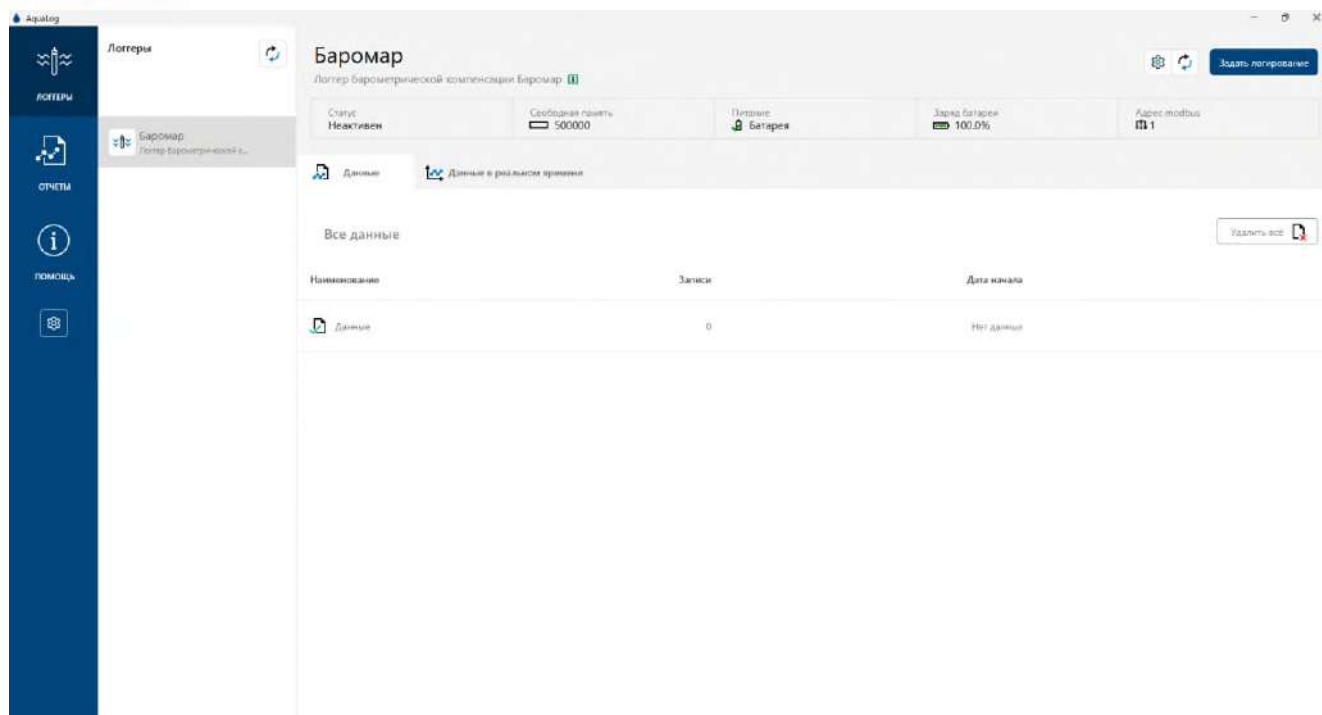 Aqualog
ЛОГГЕРЫ
ОТЧЕТЫ
ПОМОЩЬ
Логгеры
Баромар
Логгер барометрической к...
Баромар
Логгер барометрической компенсации Баромар
Задать логирование
Статус
Неактивен
Свободная память
500000
Питание
Батарея
Заряд батареи
100.0%
Адрес modbus
1
Данные
Данные в реальном времени
Все данные
Удалить всё
Наименование
Записи
Дата начала
Данные
0
Нет данных